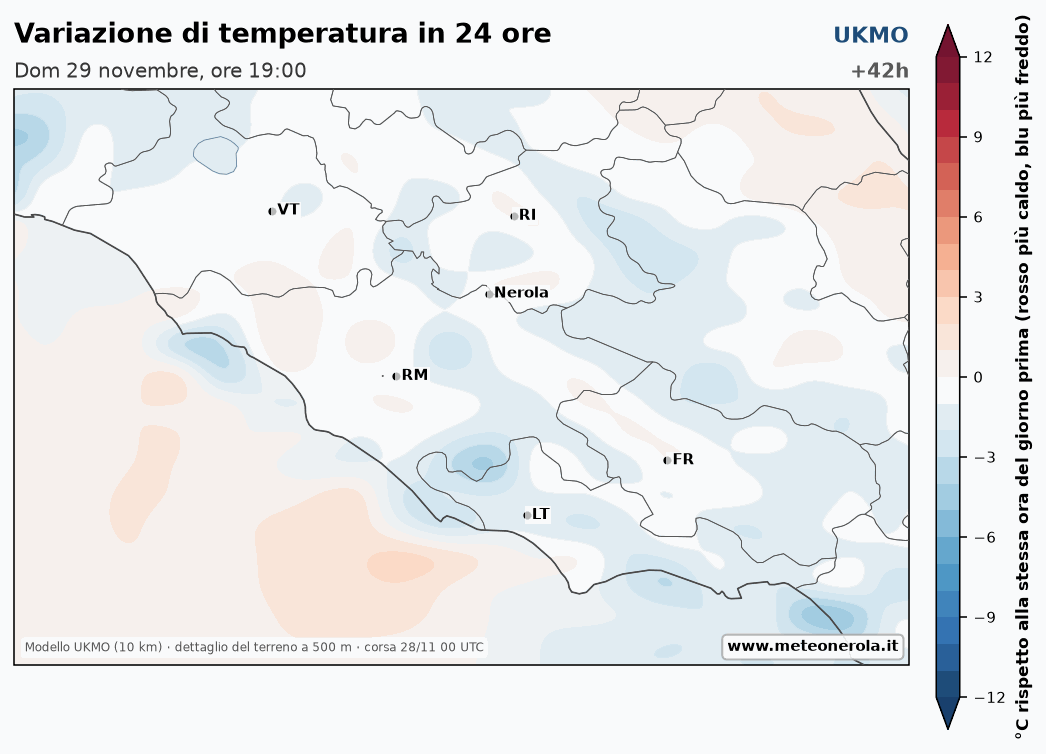 Variazione di temperatura in 24 ore
UKMO
Dom 29 novembre, ore 19:00
+42h
VT
RI
Nerola
RM
FR
LT
Modello UKMO (10 km) · dettaglio del terreno a 500 m · corsa 28/11 00 UTC
www.meteonerola.it
12
9
6
3
0
−3
−6
−9
−12
°C rispetto alla stessa ora del giorno prima (rosso più caldo, blu più freddo)